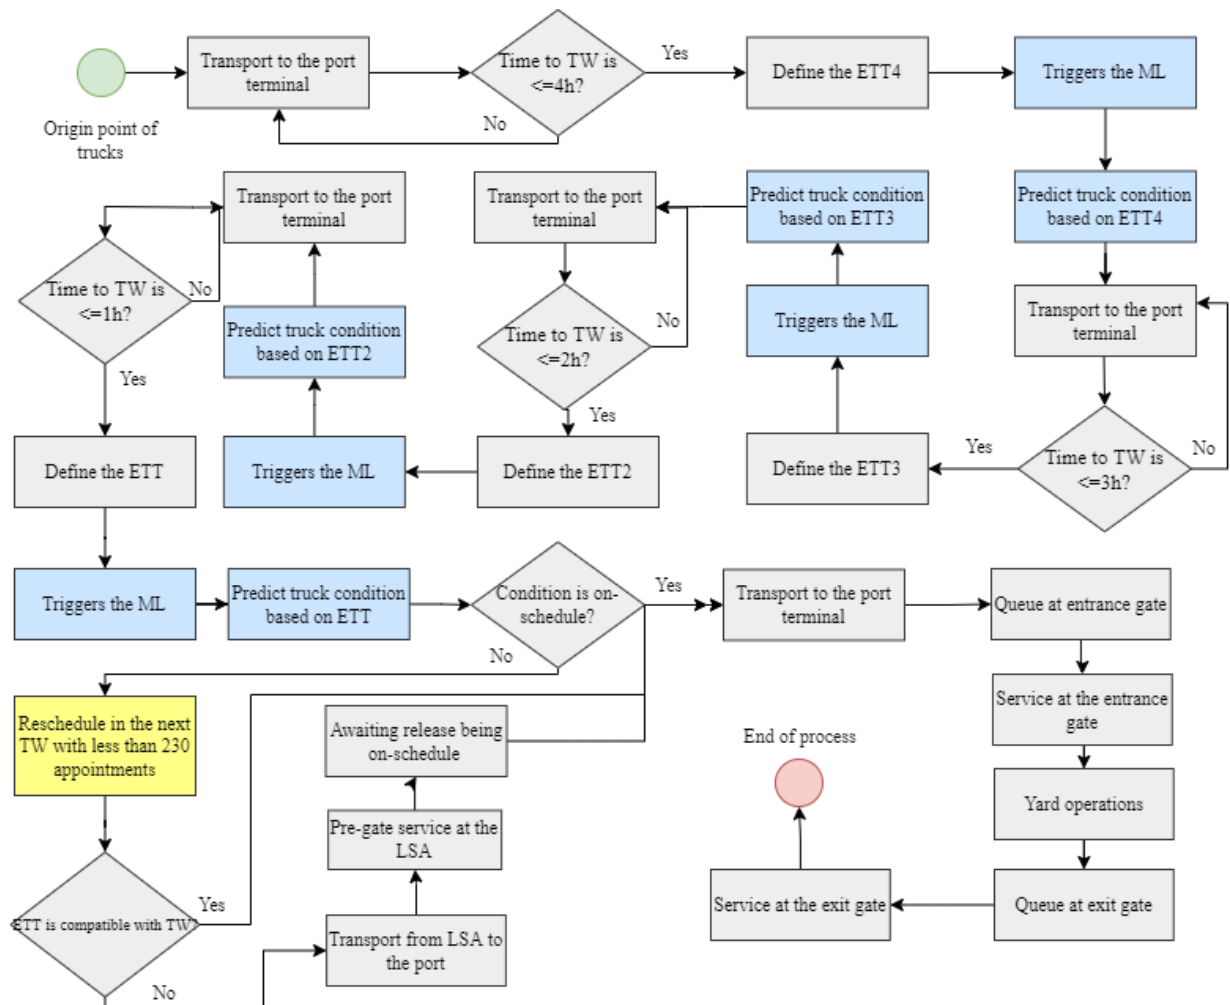 Origin point of
trucks
Transport to the port
terminal
Time to TW is
<=4h?
Yes
No
Define the ETT4
Triggers the ML
Predict truck condition
based on ETT4
Transport to the port
terminal
Time to TW is
<=3h?
No
Yes
Define the ETT3
Triggers the ML
Predict truck condition
based on ETT3
Transport to the port
terminal
Time to TW is
<=2h?
No
Yes
Define the ETT2
Triggers the ML
Predict truck condition
based on ETT2
Transport to the port
terminal
Time to TW is
<=1h?
No
Yes
Define the ETT
Triggers the ML
Predict truck condition
based on ETT
Condition is on-
schedule?
Yes
No
Reschedule in the next
TW with less than 230
appointments
ETT is compatible with TW?
Yes
No
Transport from LSA to
the port
Pre-gate service at the
LSA
Awaiting release being
on-schedule
Transport to the port
terminal
Queue at entrance gate
Service at the entrance
gate
Yard operations
Queue at exit gate
Service at the exit gate
End of process